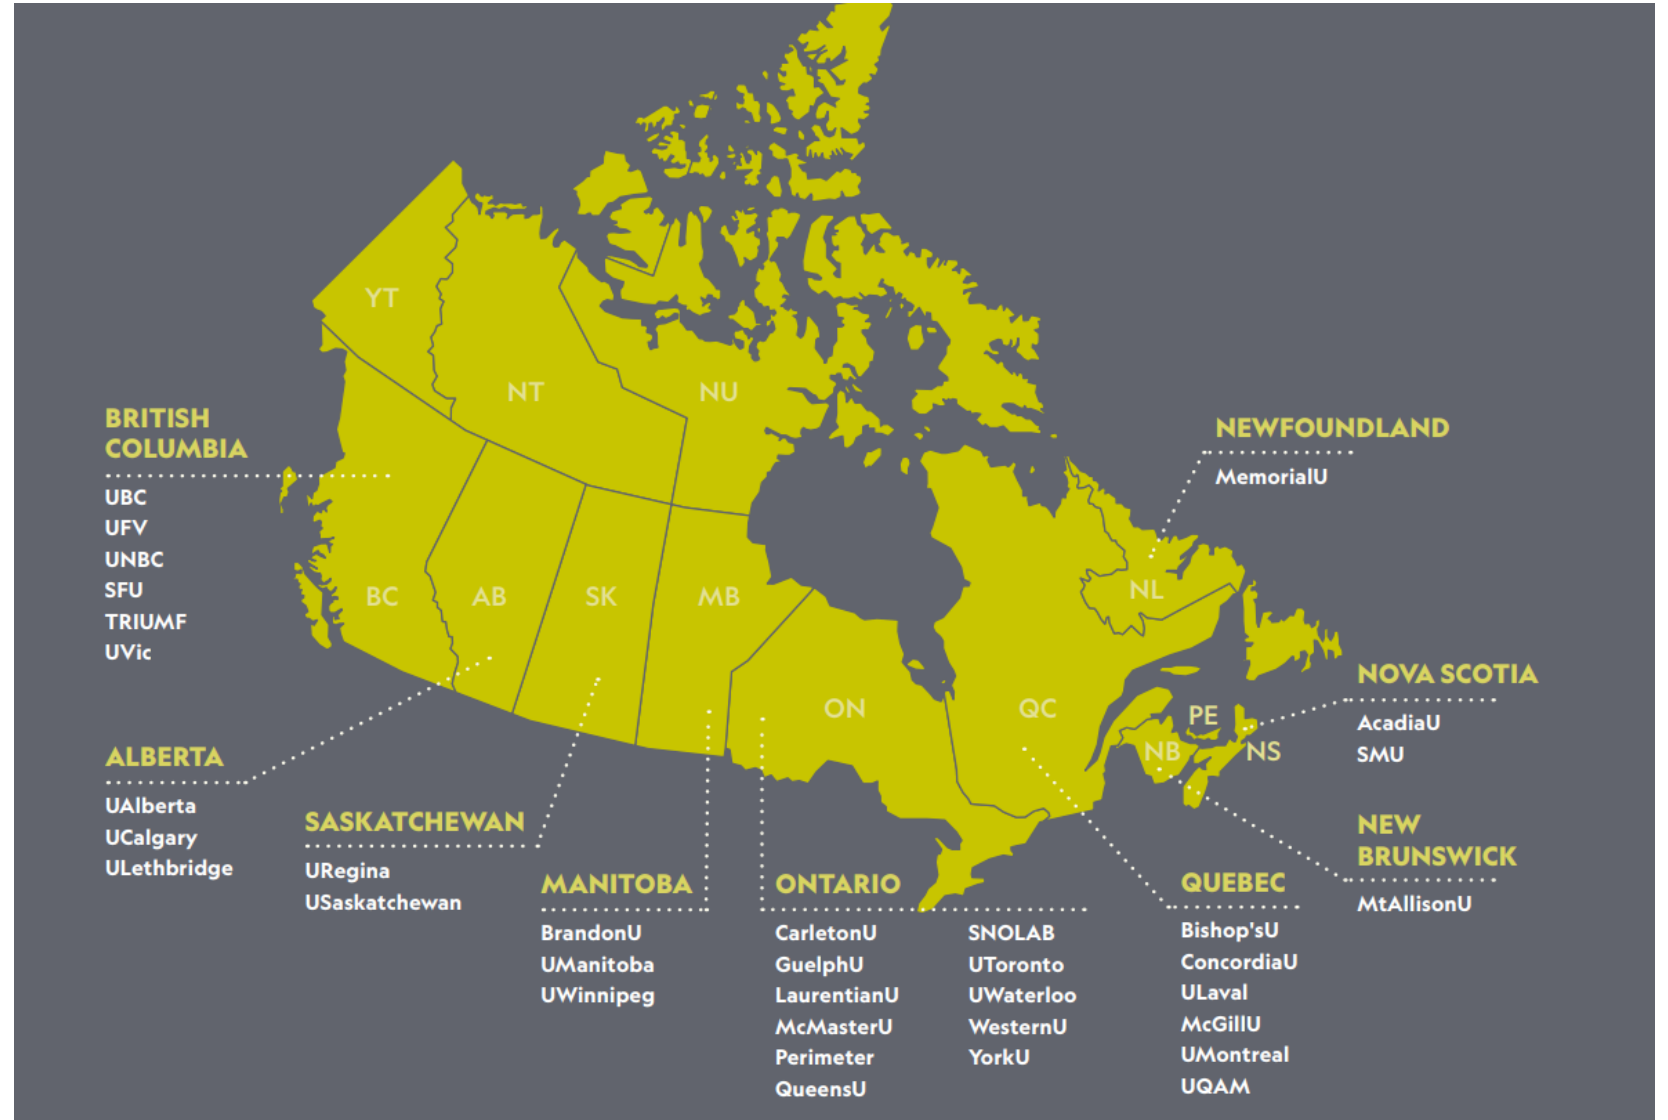 YT
NT
NU
BC
AB
SK
MB
ON
QC
NL
PE
NB
NS
BRITISH
COLUMBIA
UBC
UFV
UNBC
SFU
TRIUMF
UVic
ALBERTA
UAlberta
UCalgary
ULethbridge
SASKATCHEWAN
URegina
USaskatchewan
MANITOBA
BrandonU
UManitoba
UWinnipeg
ONTARIO
CarletonU
GuelphU
LaurentianU
McMasterU
Perimeter
QueensU
SNOLAB
UToronto
UWaterloo
WesternU
YorkU
QUEBEC
Bishop'sU
ConcordiaU
ULaval
McGillU
UMontreal
UQAM
NEW
BRUNSWICK
MtAllisonU
NOVA SCOTIA
AcadiaU
SMU
NEWFOUNDLAND
MemorialU